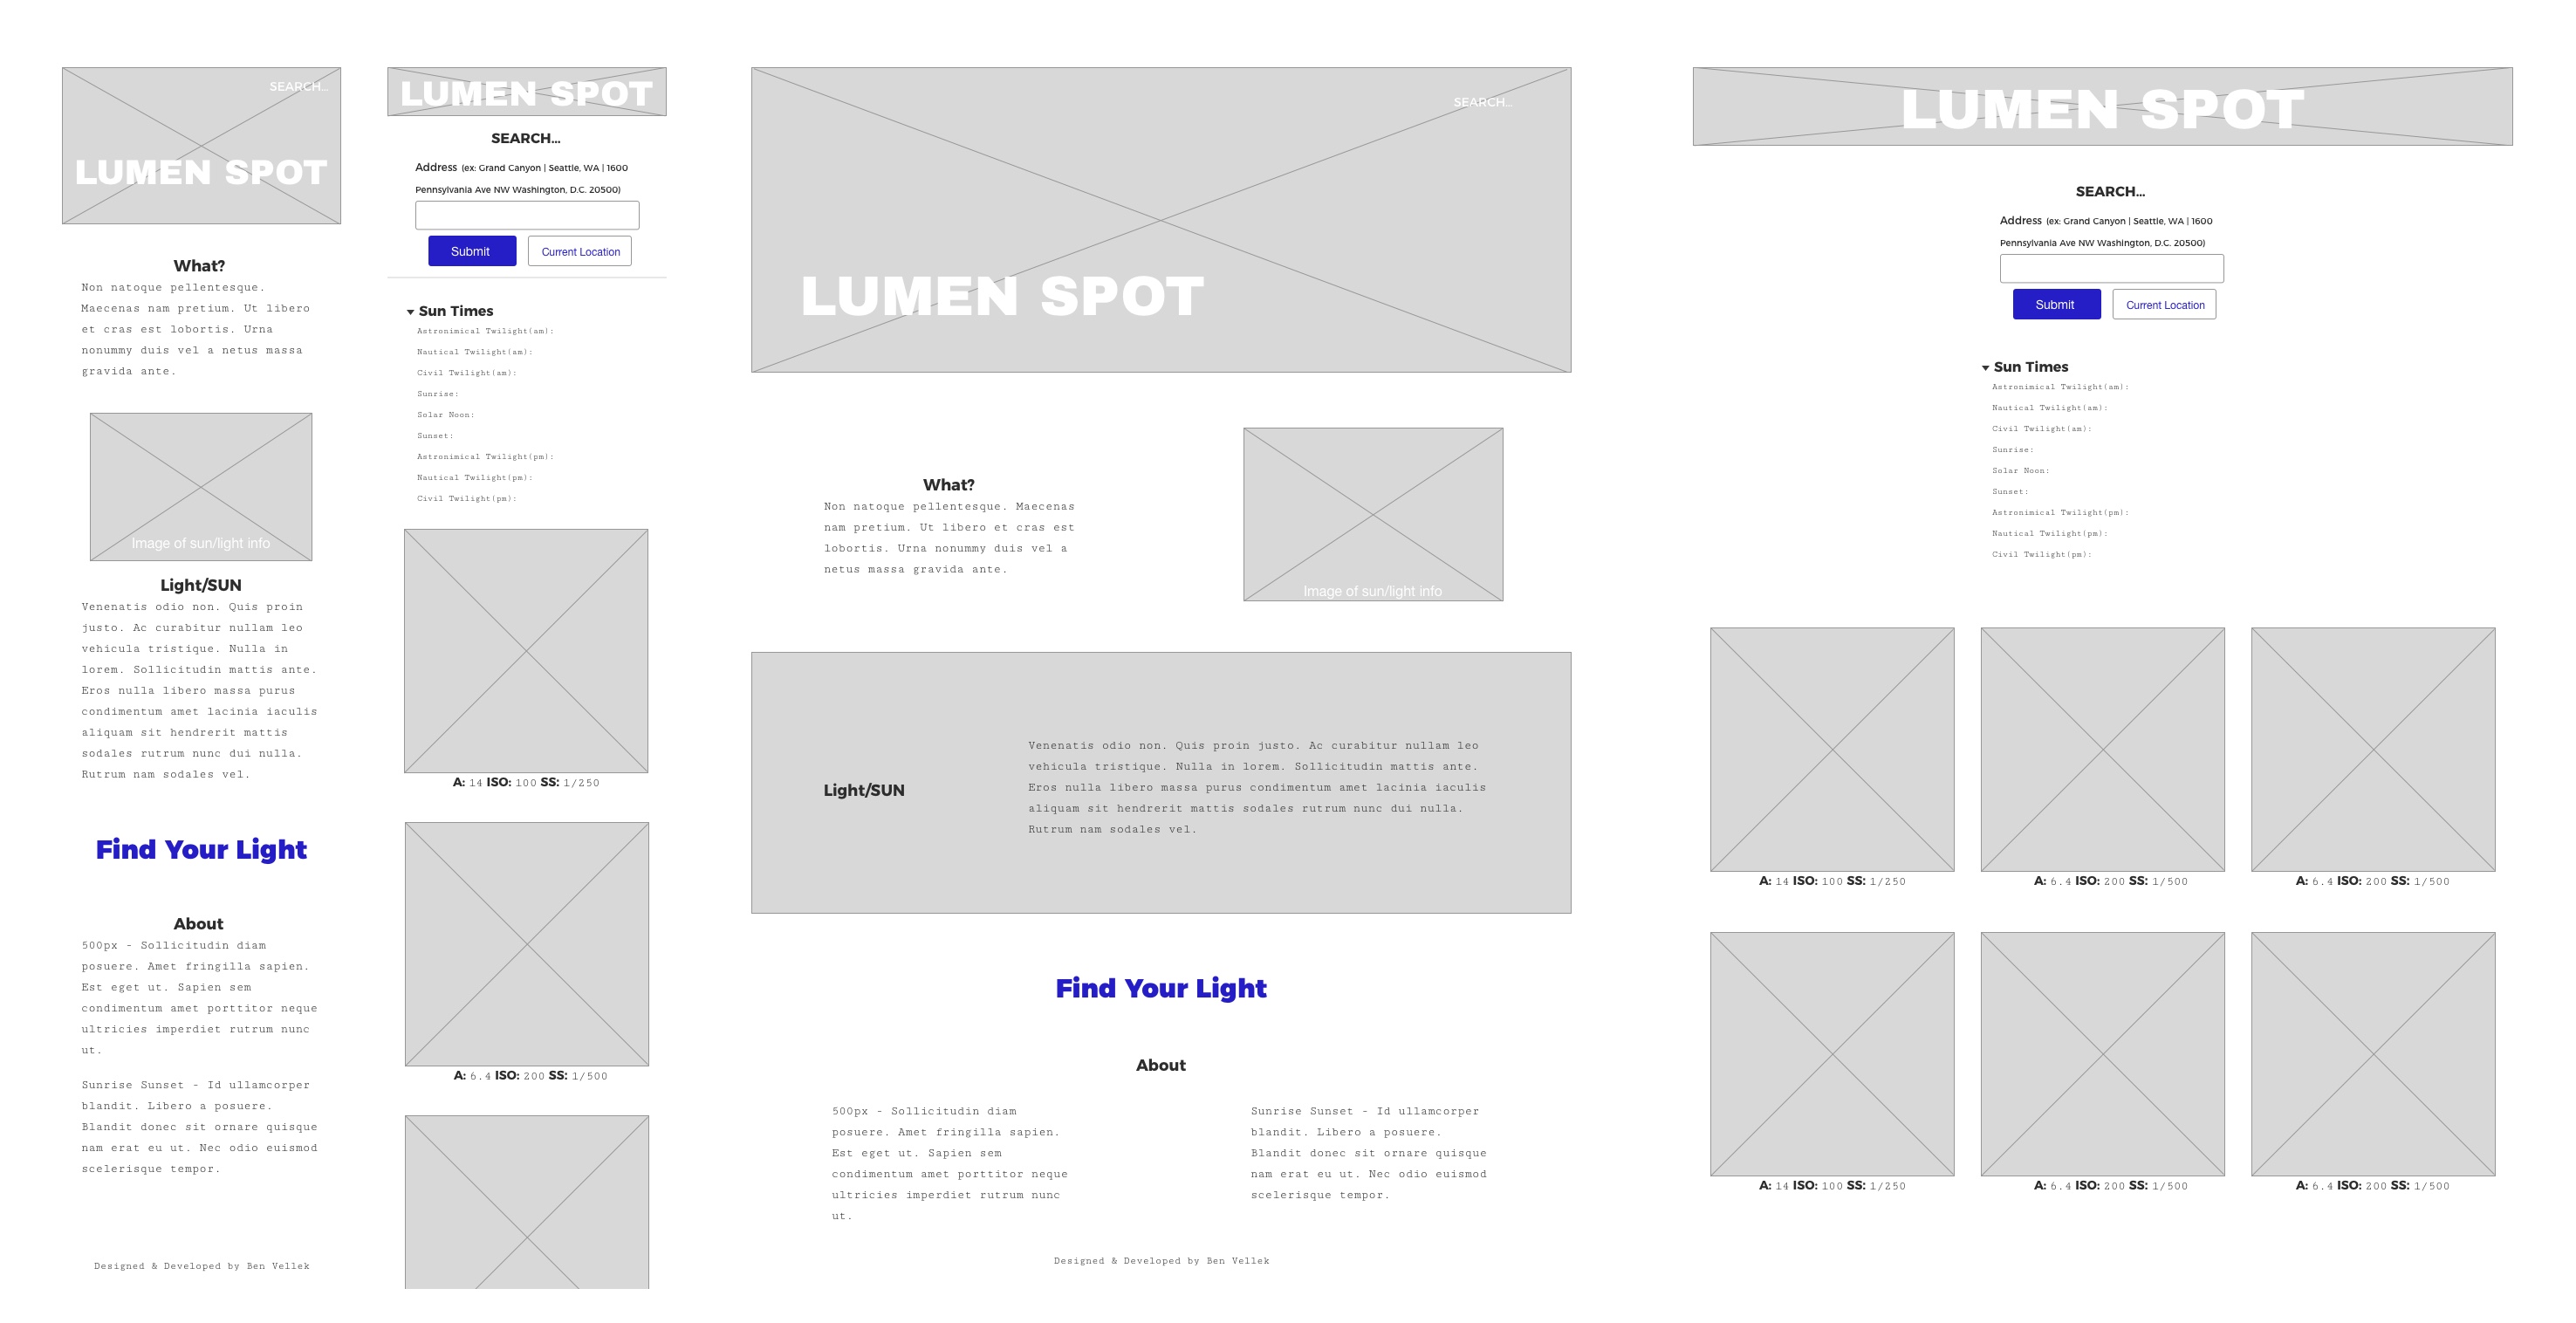 SEARCH...
LUMEN SPOT
What?
Non natoque pellentesque.
Maecenas nam pretium. Ut libero
et cras est lobortis. Urna
nonummy duis vel a netus massa
gravida ante.
Image of sun/light info
Light/SUN
Venenatis odio non. Quis proin
justo. Ac curabitur nullam leo
vehicula tristique. Nulla in
lorem. Sollicitudin mattis ante.
Eros nulla libero massa purus
condimentum amet lacinia iaculis
aliquam sit hendrerit mattis
sodales rutrum nunc dui nulla.
Rutrum nam sodales vel.
Find Your Light
About
500px - Sollicitudin diam
posuere. Amet fringilla sapien.
Est eget ut. Sapien sem
condimentum amet porttitor neque
ultricies imperdiet rutrum nunc
ut.
Sunrise Sunset - Id ullamcorper
blandit. Libero a posuere.
Blandit donec sit ornare quisque
nam erat eu ut. Nec odio euismod
scelerisque tempor.
Designed & Developed by Ben Vellek
LUMEN SPOT
SEARCH...
Address (ex: Grand Canyon | Seattle, WA | 1600
Pennsylvania Ave NW Washington, D.C. 20500)
Submit Current Location
Sun Times
Astronimical Twilight(am):
Nautical Twilight(am):
Civil Twilight(am):
Sunrise:
Solar Noon:
Sunset:
Astronimical Twilight(pm):
Nautical Twilight(pm):
Civil Twilight(pm):
A: 14 ISO: 100 SS: 1/250
A: 6.4 ISO: 200 SS: 1/500
SEARCH...
LUMEN SPOT
What?
Non natoque pellentesque. Maecenas
nam pretium. Ut libero et cras est
lobortis. Urna nonummy duis vel a
netus massa gravida ante.
Image of sun/light info
Light/SUN
Venenatis odio non. Quis proin justo. Ac curabitur nullam leo
vehicula tristique. Nulla in lorem. Sollicitudin mattis ante.
Eros nulla libero massa purus condimentum amet lacinia iaculis
aliquam sit hendrerit mattis sodales rutrum nunc dui nulla.
Rutrum nam sodales vel.
Find Your Light
About
500px - Sollicitudin diam
posuere. Amet fringilla sapien.
Est eget ut. Sapien sem
condimentum amet porttitor neque
ultricies imperdiet rutrum nunc
ut.
Sunrise Sunset - Id ullamcorper
blandit. Libero a posuere.
Blandit donec sit ornare quisque
nam erat eu ut. Nec odio euismod
scelerisque tempor.
Designed & Developed by Ben Vellek
LUMEN SPOT
SEARCH...
Address (ex: Grand Canyon | Seattle, WA | 1600
Pennsylvania Ave NW Washington, D.C. 20500)
Submit Current Location
Sun Times
Astronimical Twilight(am):
Nautical Twilight(am):
Civil Twilight(am):
Sunrise:
Solar Noon:
Sunset:
Astronimical Twilight(pm):
Nautical Twilight(pm):
Civil Twilight(pm):
A: 14 ISO: 100 SS: 1/250
A: 6.4 ISO: 200 SS: 1/500
A: 6.4 ISO: 200 SS: 1/500
A: 14 ISO: 100 SS: 1/250
A: 6.4 ISO: 200 SS: 1/500
A: 6.4 ISO: 200 SS: 1/500